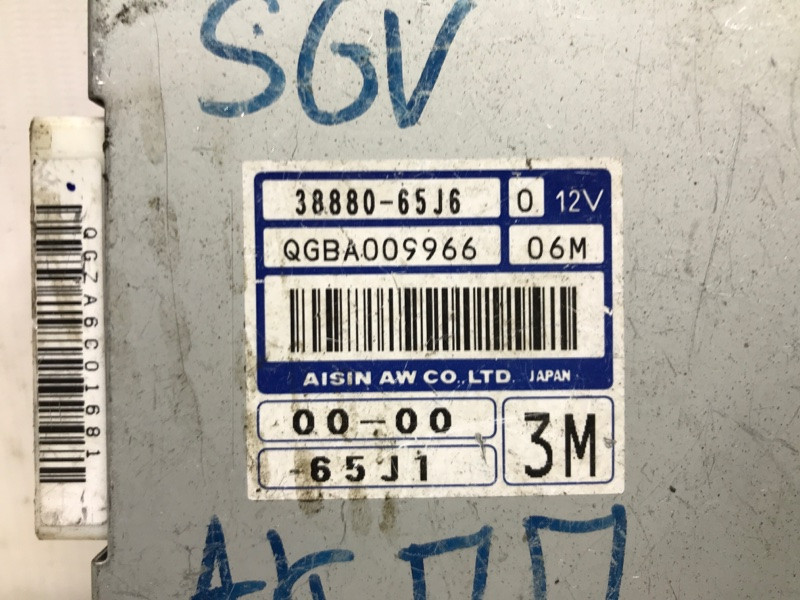 SGV
38880-65J6 0 12V
QGBA009966 06M
AISIN AW CO.,LTD. JAPAN
00-00
-65J1
3M
QGZA6C01681
АКПП